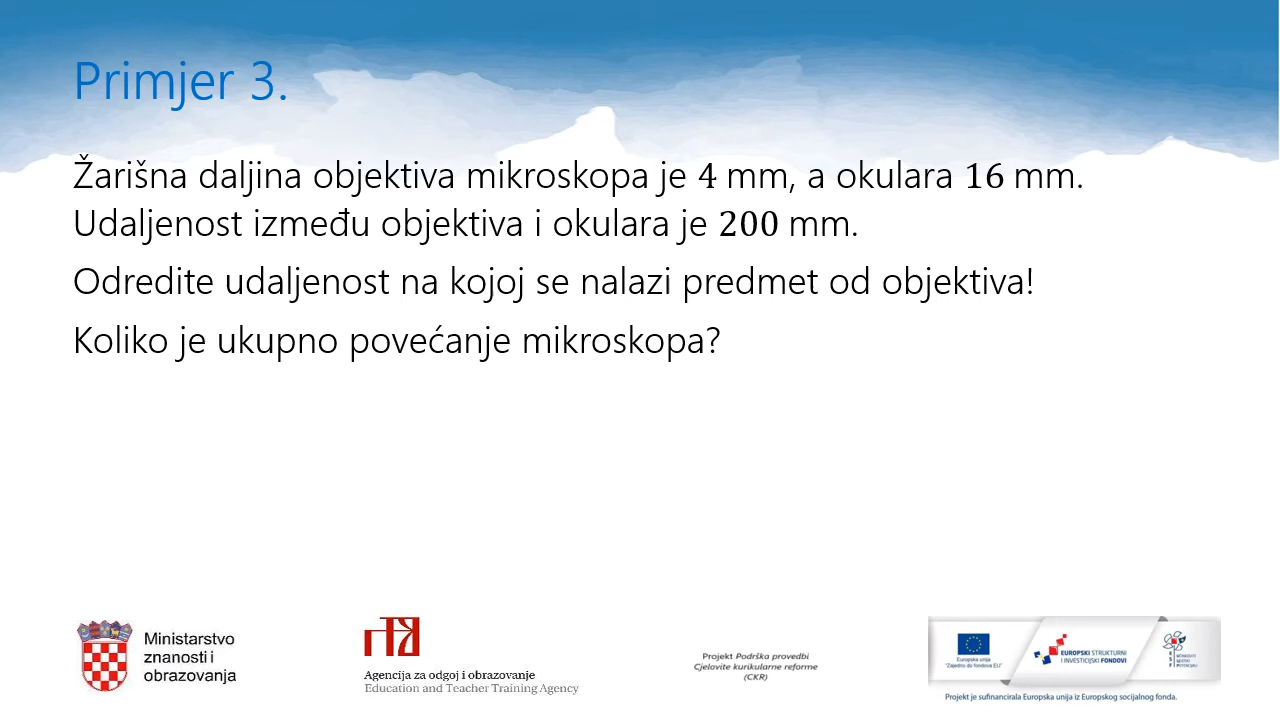 Primjer 3.
Žarišna daljina objektiva mikroskopa je 4 mm, a okulara 16 mm.
Udaljenost između objektiva i okulara je 200 mm.
Odredite udaljenost na kojoj se nalazi predmet od objektiva!
Koliko je ukupno povećanje mikroskopa?
Ministarstvo
znanosti i
obrazovanja
Agencija za odgoj i obrazovanje
Education and Teacher Training Agency
Projekt Podrška provedbi
Cjelovite kurikularne reforme
(CKR)
Europska unija
"Zajedno do fondova EU"
EUROPSKI STRUKTURNI
I INVESTICIJSKI FONDOVI
Projekt je sufinancirala Europska unija iz Europskog socijalnog fonda.